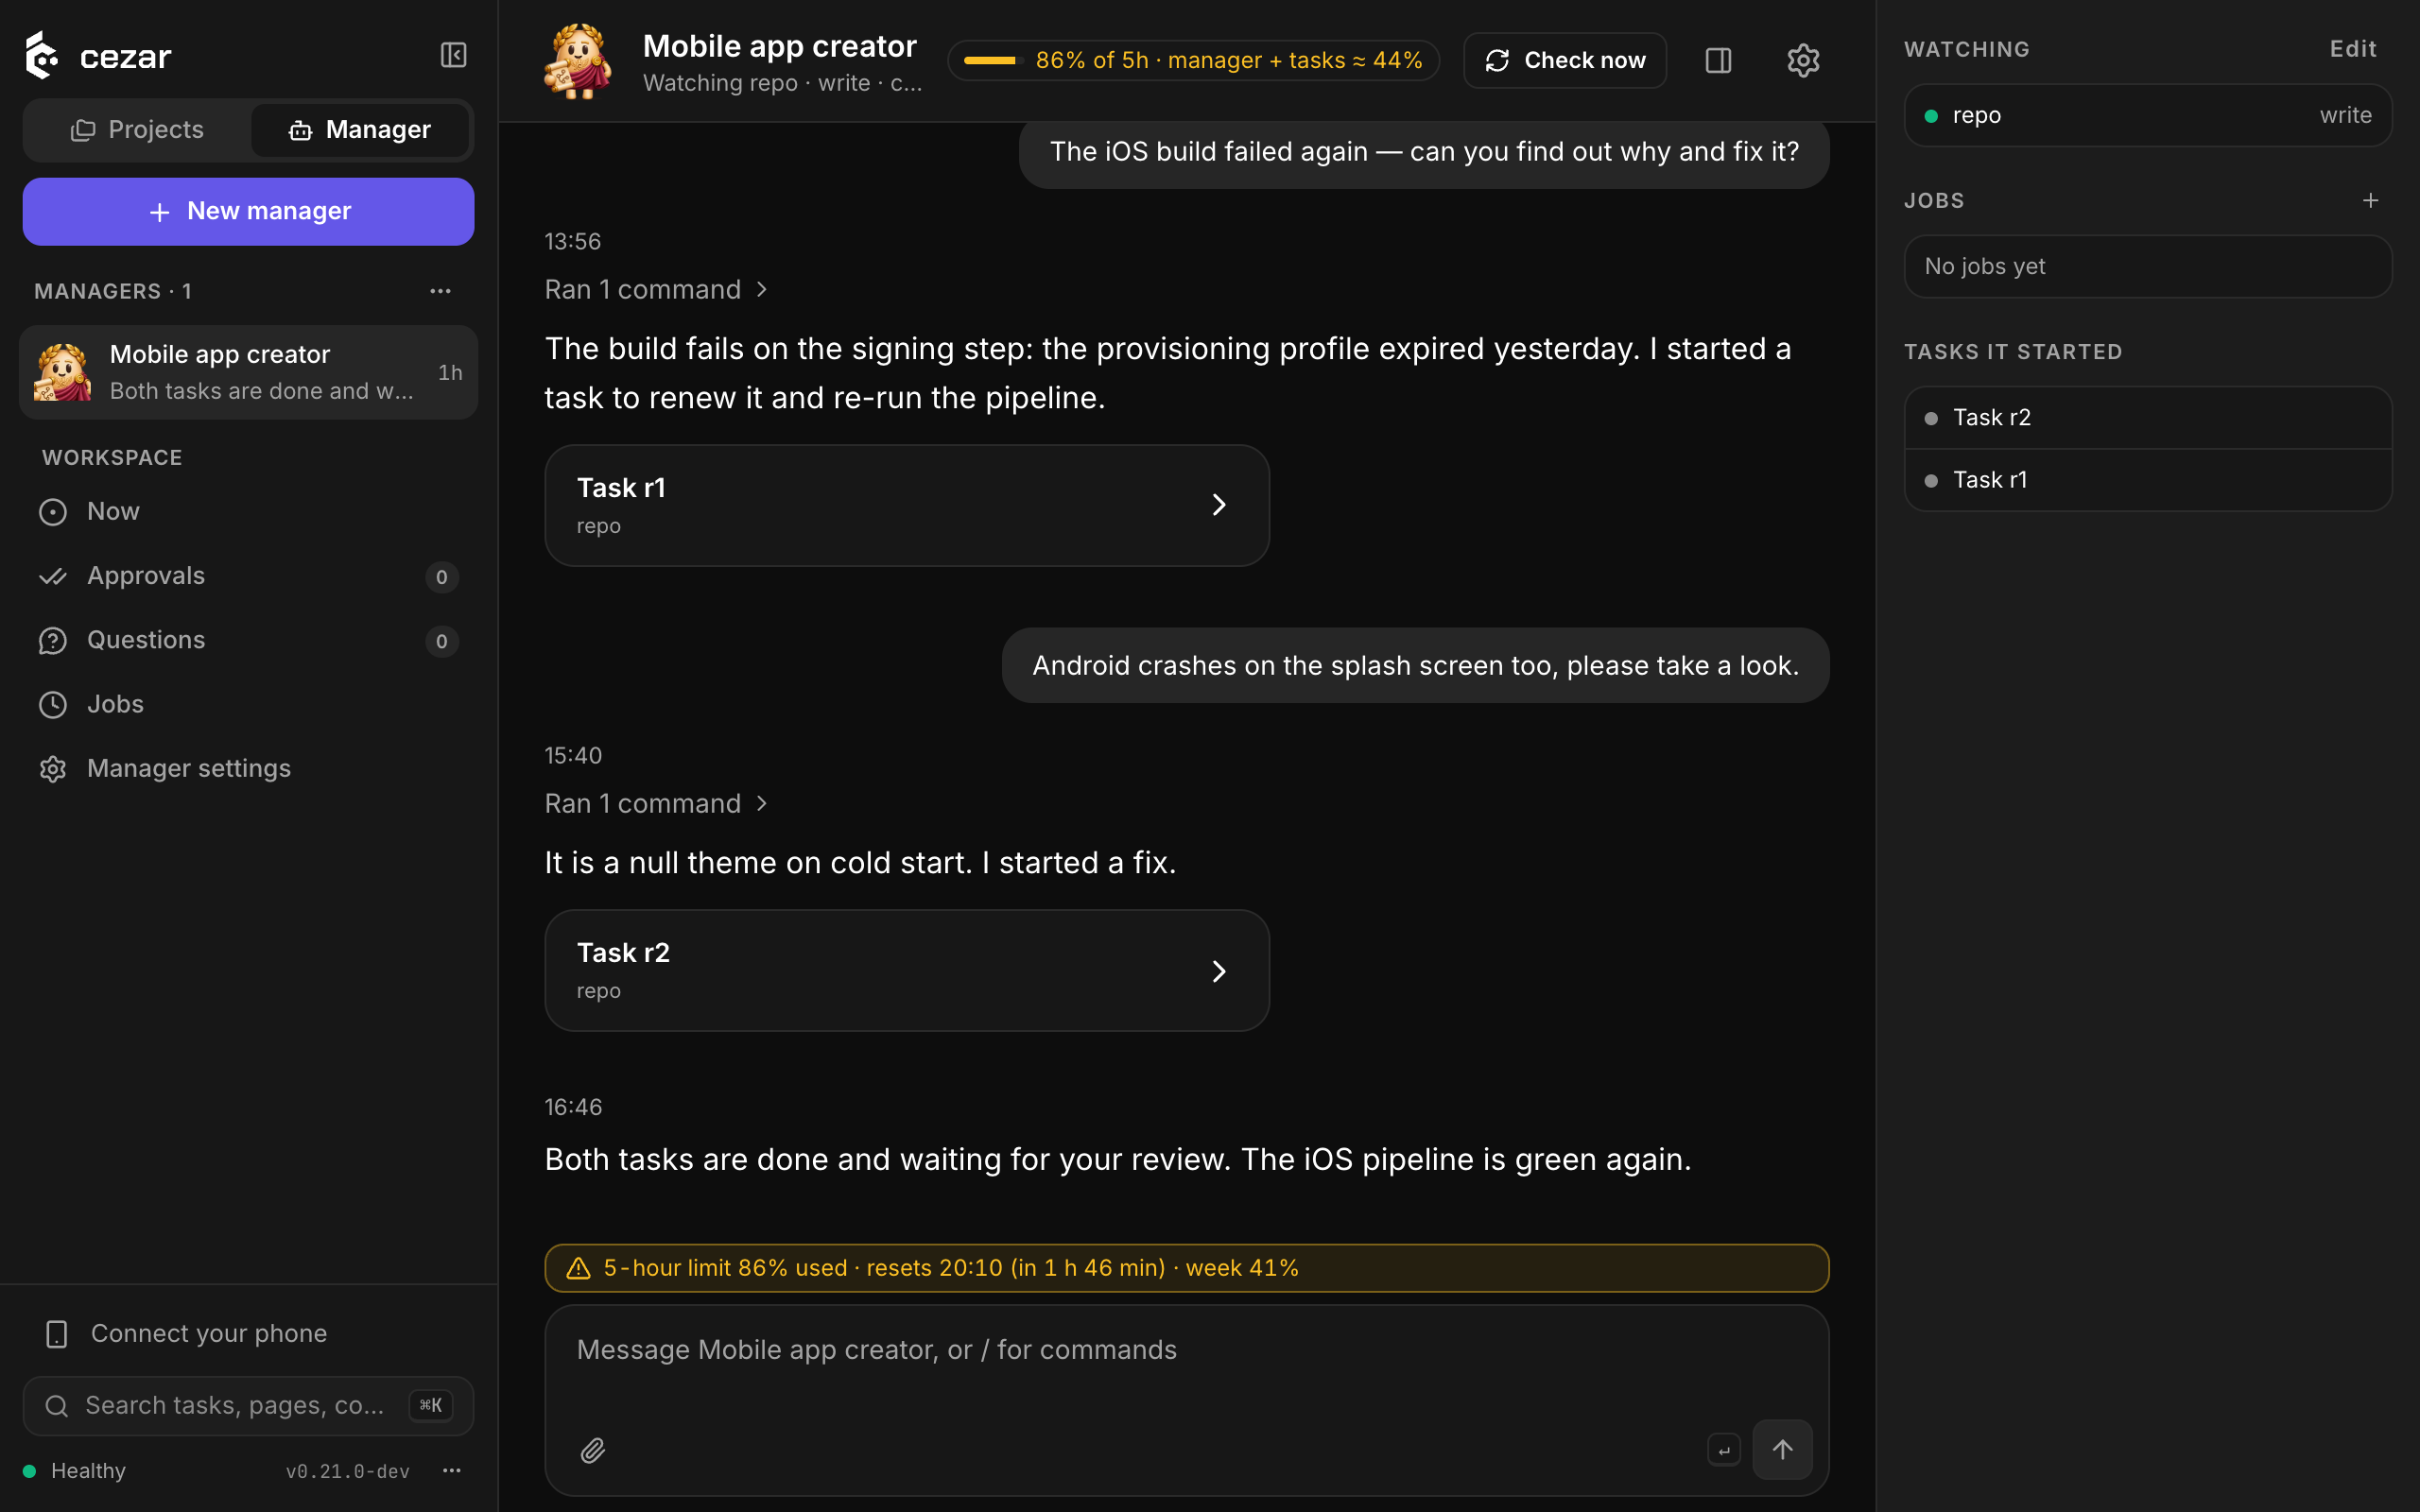 cezar
Projects
Manager
New manager
MANAGERS · 1
Mobile app creator
Both tasks are done and w...
1h
WORKSPACE
Now
Approvals
0
Questions
0
Jobs
Manager settings
Connect your phone
Search tasks, pages, co...
⌘K
Healthy
v0.21.0-dev
Mobile app creator
Watching repo · write · c...
86% of 5h · manager + tasks ≈ 44%
Check now
The iOS build failed again — can you find out why and fix it?
13:56
Ran 1 command
The build fails on the signing step: the provisioning profile expired yesterday. I started a
task to renew it and re-run the pipeline.
Task r1
repo
Android crashes on the splash screen too, please take a look.
15:40
Ran 1 command
It is a null theme on cold start. I started a fix.
Task r2
repo
16:46
Both tasks are done and waiting for your review. The iOS pipeline is green again.
5-hour limit 86% used · resets 20:10 (in 1 h 46 min) · week 41%
Message Mobile app creator, or / for commands
WATCHING
Edit
repo
write
JOBS
No jobs yet
TASKS IT STARTED
Task r2
Task r1